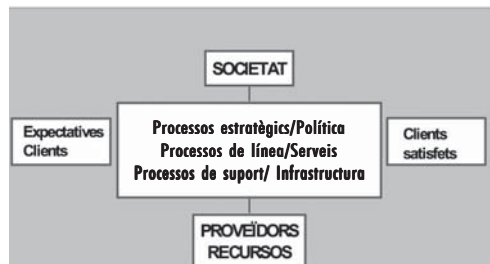 SOCIETAT
Expectatives
Clients
Processos estratègics/Política
Processos de línea/Serveis
Processos de suport/ Infrastructura
Clients
satisfets
PROVEÏDORS
RECURSOS